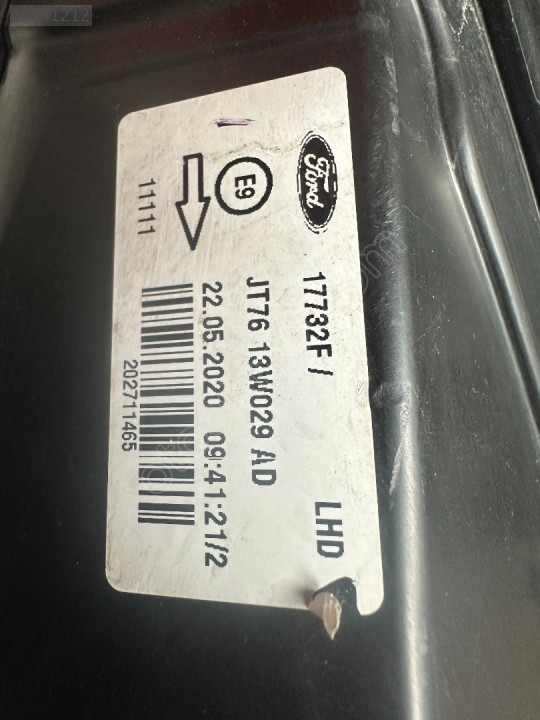 Ford
17732F /
LHD
E9
JT76 13W029 AD
22.05.2020 09:41:21/2
11111
202711465